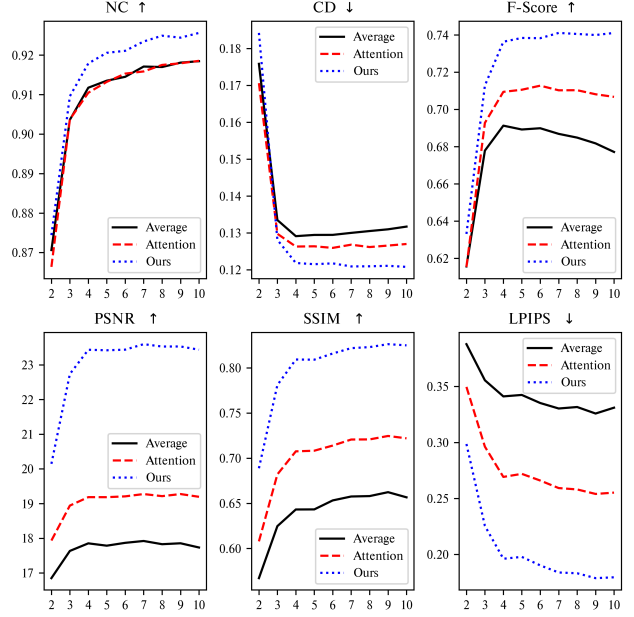 NC ↑
0.92
0.91
0.90
0.89
0.88
0.87
Average
Attention
Ours
2 3 4 5 6 7 8 9 10
CD ↓
0.18
0.17
0.16
0.15
0.14
0.13
0.12
Average
Attention
Ours
2 3 4 5 6 7 8 9 10
F-Score ↑
0.74
0.72
0.70
0.68
0.66
0.64
0.62
Average
Attention
Ours
2 3 4 5 6 7 8 9 10
PSNR ↑
23
22
21
20
19
18
17
Average
Attention
Ours
2 3 4 5 6 7 8 9 10
SSIM ↑
0.80
0.75
0.70
0.65
0.60
Average
Attention
Ours
2 3 4 5 6 7 8 9 10
LPIPS ↓
0.35
0.30
0.25
0.20
Average
Attention
Ours
2 3 4 5 6 7 8 9 10